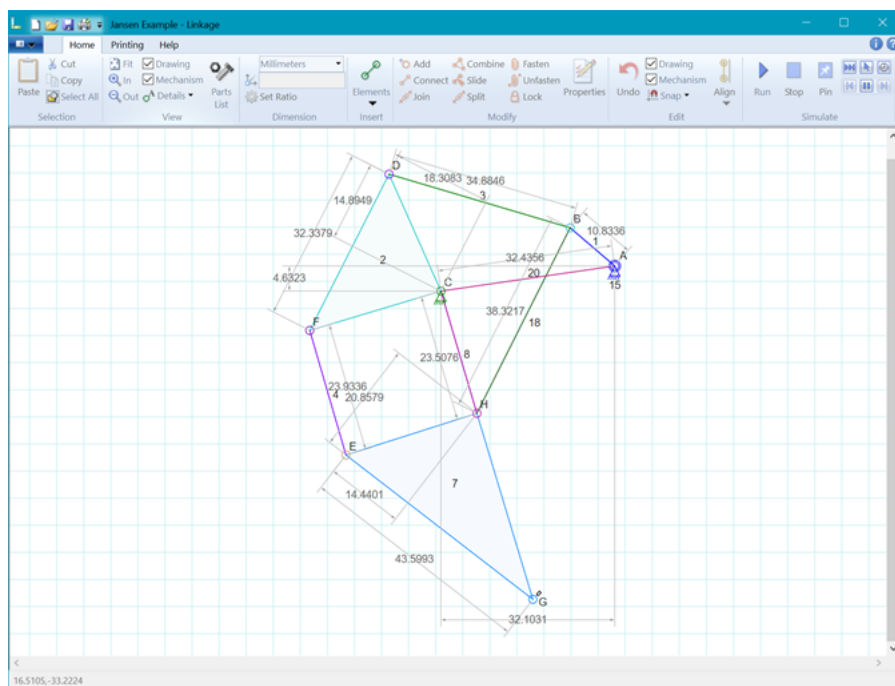 Jansen Example - Linkage
Home Printing Help
Paste
Cut
Copy
Select All
Selection
Fit
In
Out
Drawing
Mechanism
Details
View
Parts
List
Millimeters
Set Ratio
Dimension
Elements
Insert
Add
Connect
Join
Combine
Slide
Split
Fasten
Unfasten
Lock
Properties
Modify
Undo
Drawing
Mechanism
Snap
Align
Edit
Run
Stop
Pin
Simulate
D
18.3083
34.6846
3
14.8949
B
10.8336
1
32.3379
32.4356
A
2
20
4.6323
C
15
38.3217
F
18
23.5076
8
23.9336
4
20.8579
H
E
7
14.4401
43.5993
G
32.1031
16.5105,-33.2224